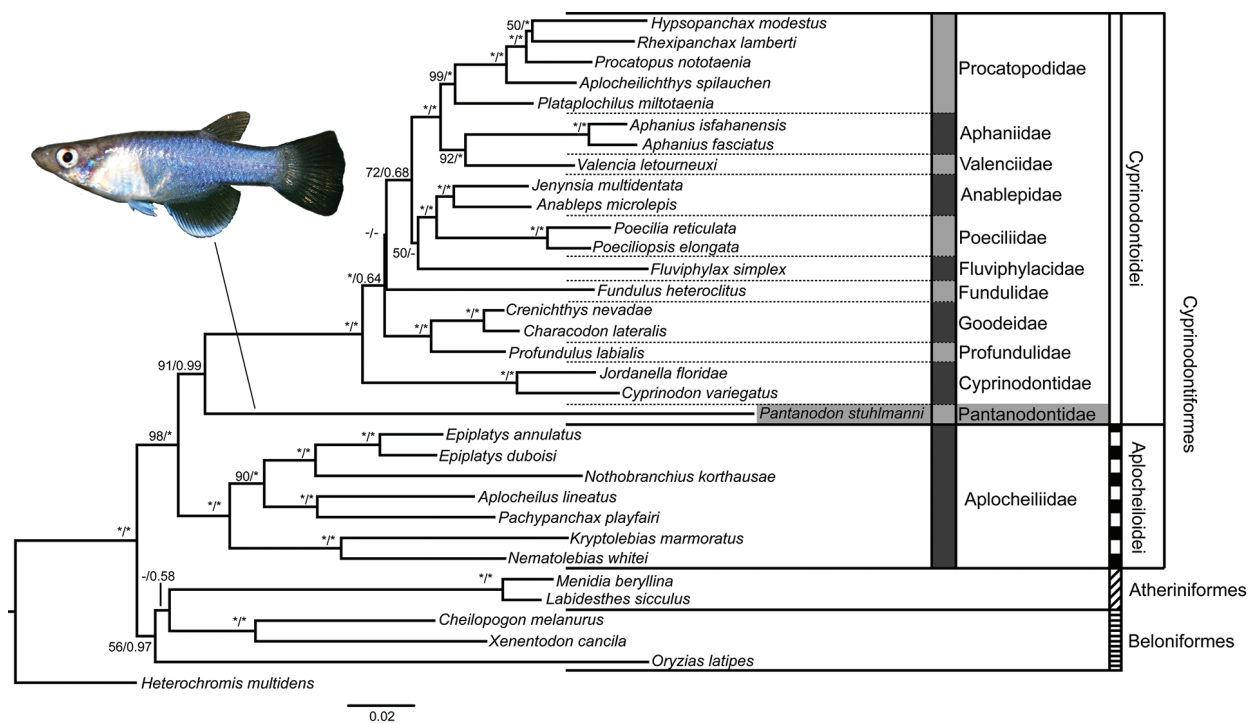 50/*
Hypsopanchax modestus
*/*
Rhexipanchax lamberti
*/*
Procatopus nototaenia
Procatopodidae
99/*
Aplocheilichthys spilauchen
*/*
Plataplochilus miltotaenia
*/*
Aphanius isfahanensis
Aphaniidae
Aphanius fasciatus
92/*
Valencia letourneuxi
Valenciidae
72/0.68
*/*
Jenynsia multidentata
Anablepidae
*/*
Anableps microlepis
-/-
*/*
Poecilia reticulata
Poeciliidae
50/-
Poeciliopsis elongata
Fluviphylax simplex
Fluviphylacidae
*/0.64
Fundulus heteroclitus
Fundulidae
*/*
Crenichthys nevadae
Goodeidae
*/*
*/*
Characodon lateralis
Profundulus labialis
Profundulidae
91/0.99
*/*
Jordanella floridae
Cyprinodontidae
Cyprinodon variegatus
Pantanodon stuhlmanni
Pantanodontidae
Cyprinodontoidei
Cyprinodontiformes
98/*
*/*
Epiplatys annulatus
*/*
Epiplatys duboisi
90/*
Nothobranchius korthausae
*/*
*/*
Aplocheilus lineatus
Aplocheiliidae
Pachypanchax playfairi
Aplocheiloidei
*/*
*/*
Kryptolebias marmoratus
Nematolebias whitei
-/0.58
*/*
Menidia beryllina
Atheriniformes
Labidesthes sicculus
*/*
Cheilopogon melanurus
56/0.97
Xenentodon cancila
Beloniformes
Oryzias latipes
Heterochromis multidens
0.02